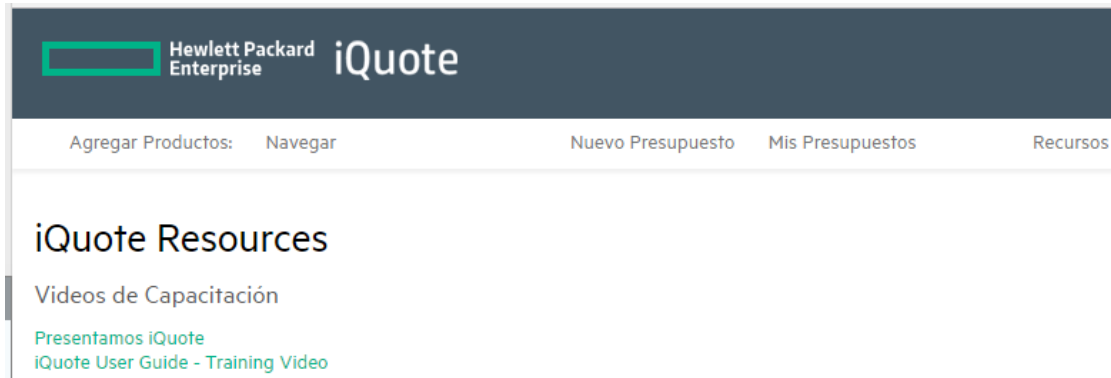 Hewlett Packard
Enterprise
iQuote
Agregar Productos: Navegar Nuevo Presupuesto Mis Presupuestos Recursos
iQuote Resources
Videos de Capacitación
Presentamos iQuote
iQuote User Guide - Training Video